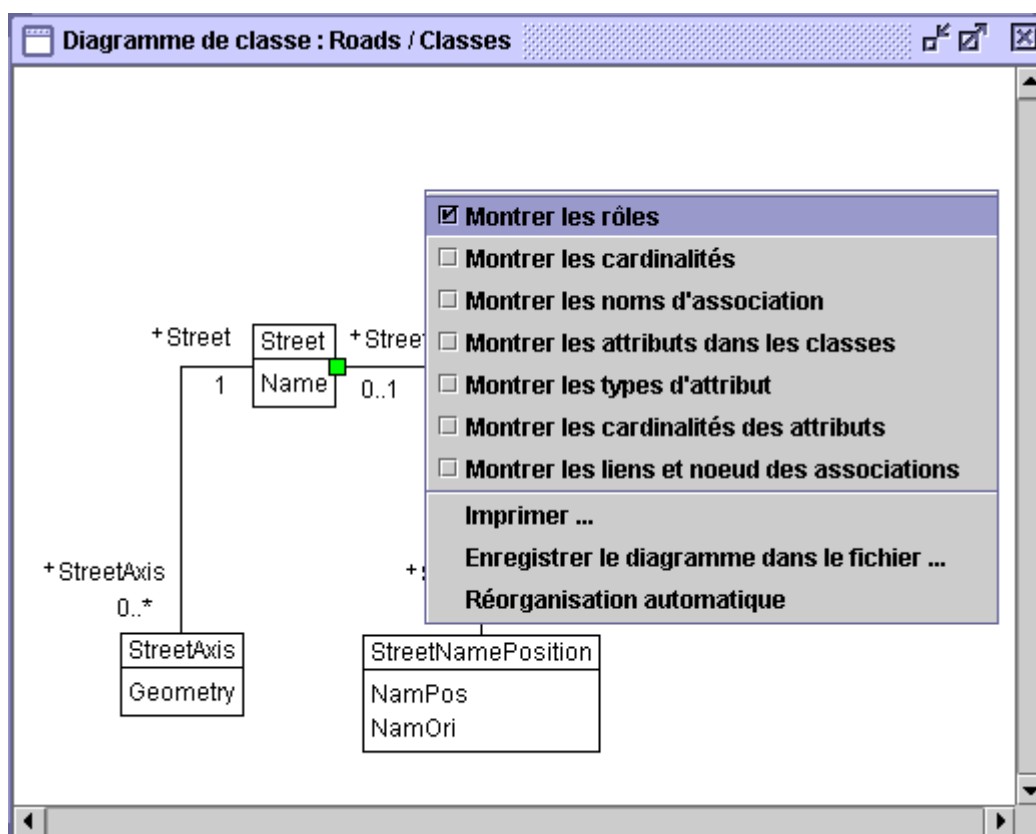 Diagramme de classe : Roads / Classes
Montrer les rôles
Montrer les cardinalités
Montrer les noms d'association
Montrer les attributs dans les classes
Montrer les types d'attribut
Montrer les cardinalités des attributs
Montrer les liens et noeud des associations
Imprimer ...
Enregistrer le diagramme dans le fichier ...
Réorganisation automatique
+Street
1
Street
Name
+Street
0..1
+StreetAxis
0..*
StreetAxis
Geometry
+
StreetNamePosition
NamPos
NamOri